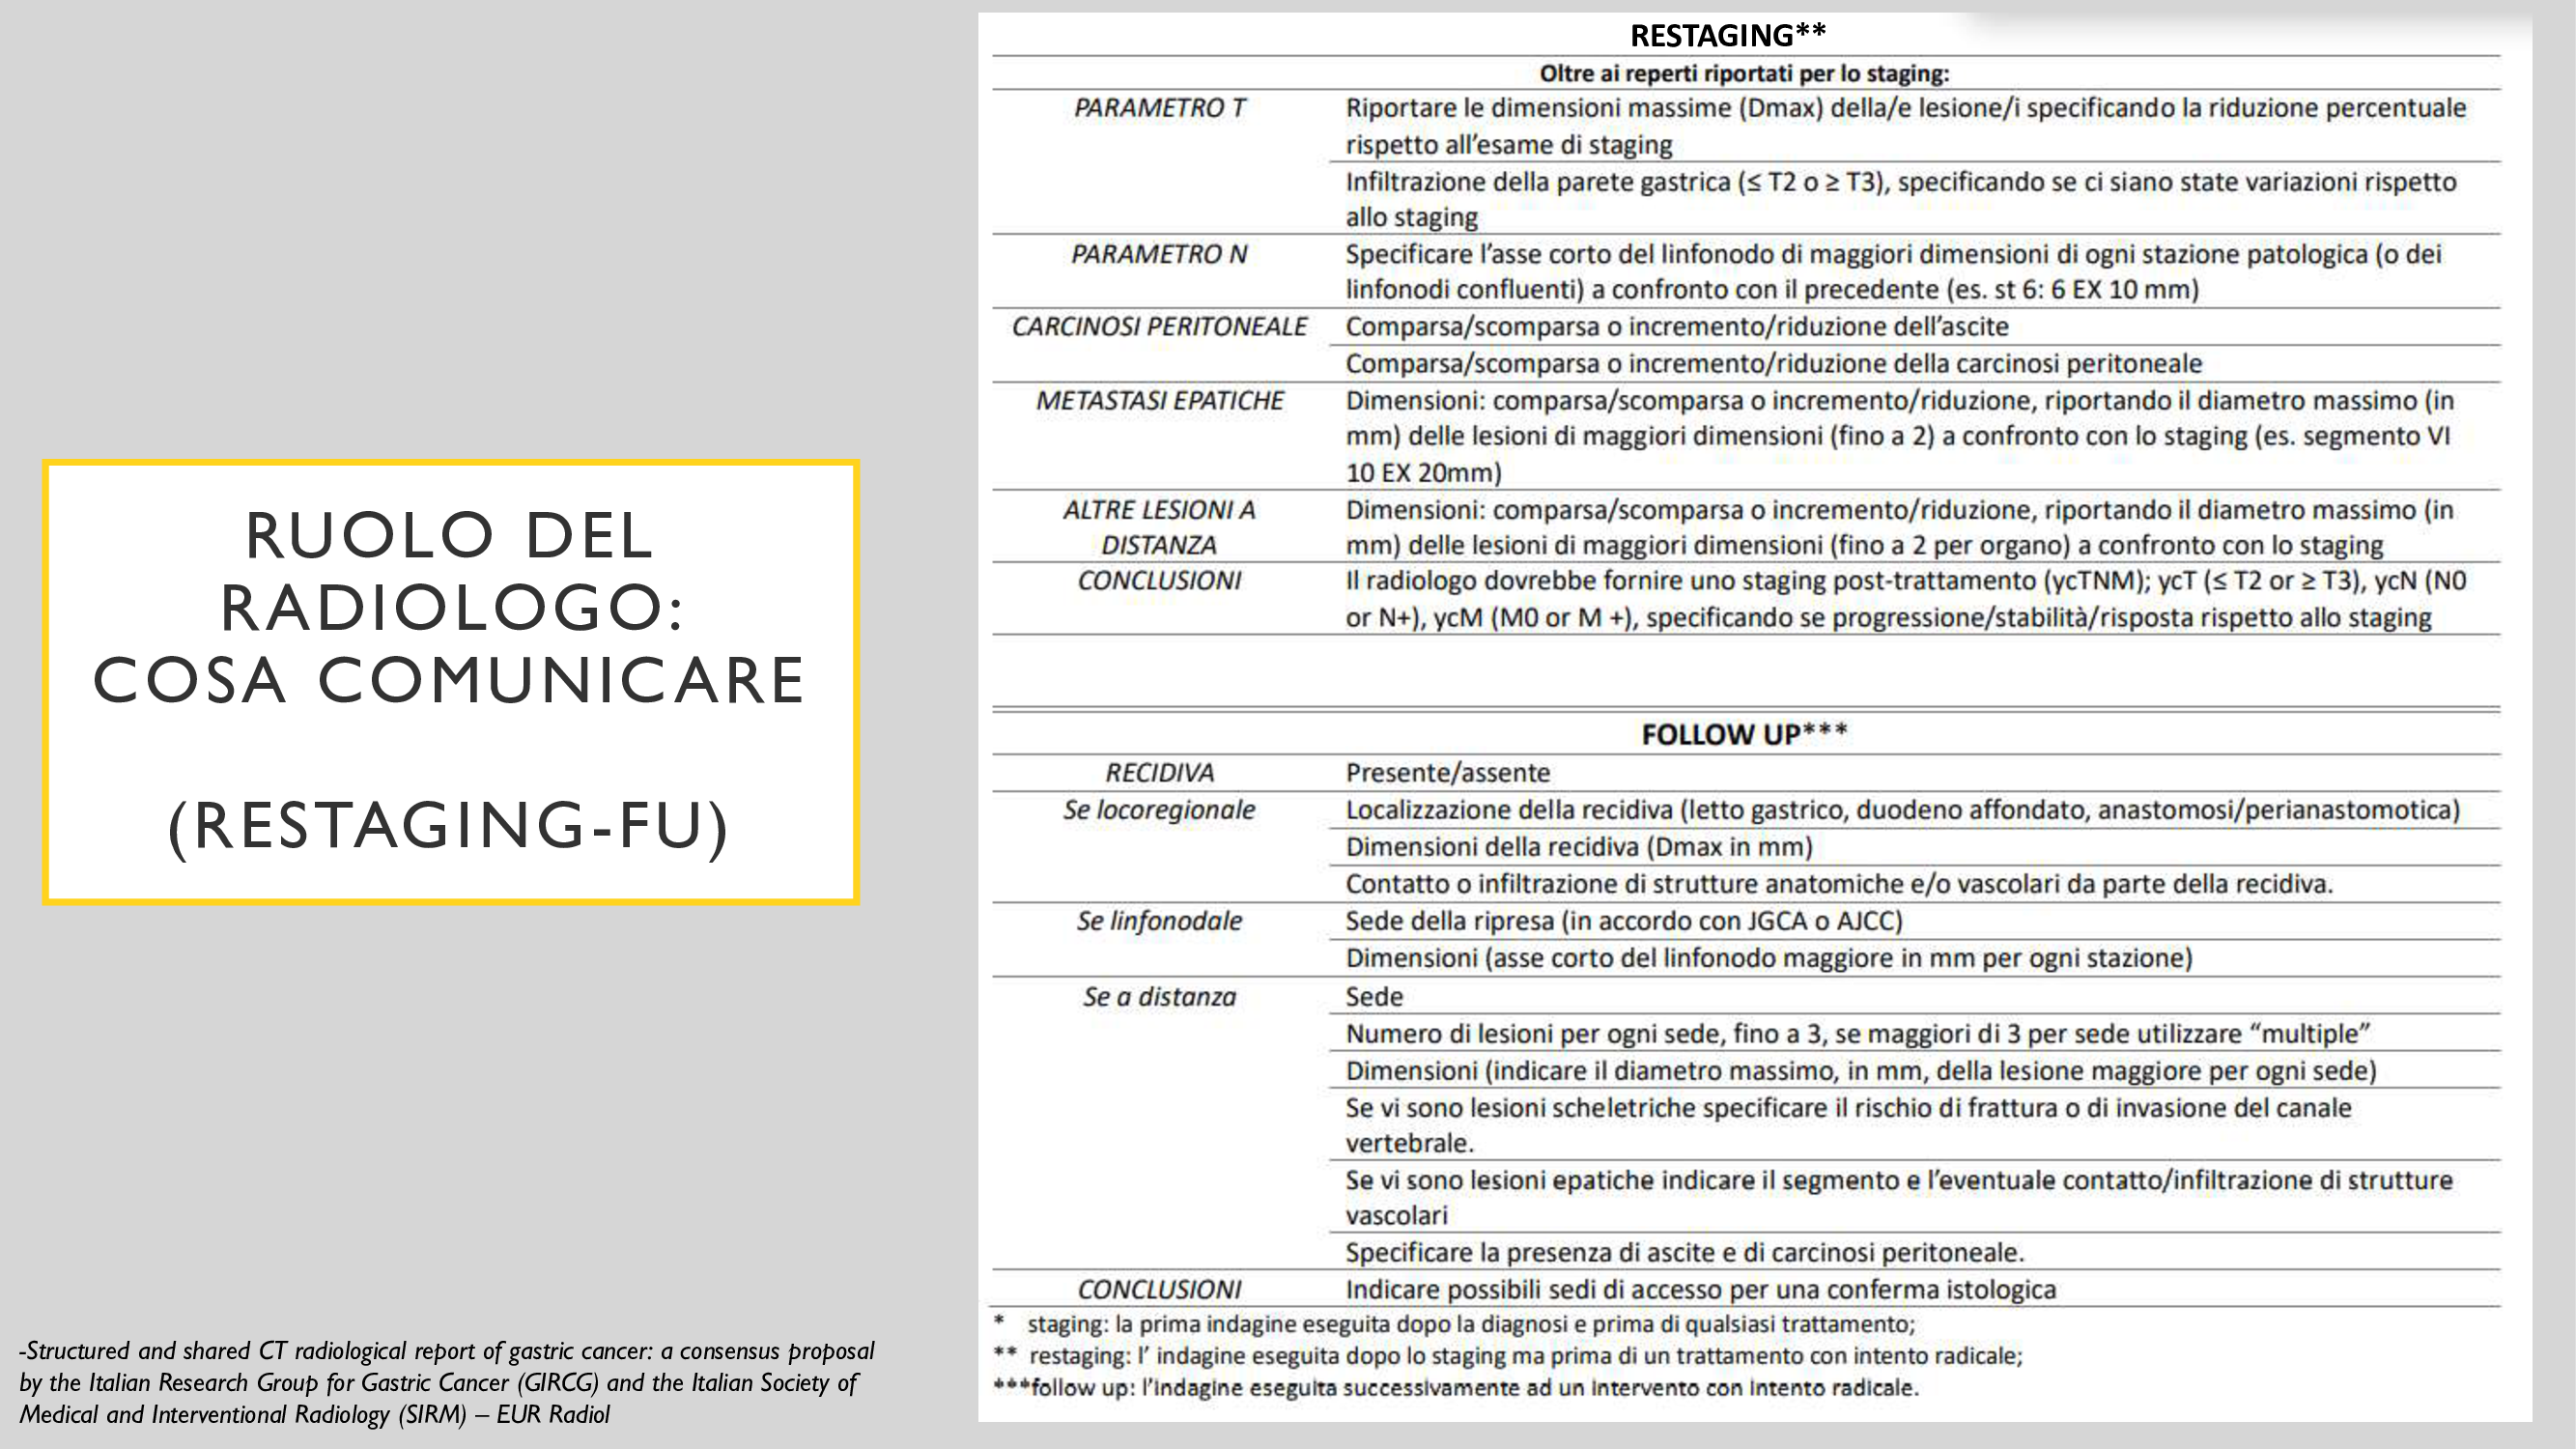 RUOLO DEL
RADIOLOGO:
COSA COMUNICARE
(RESTAGING-FU)
-Structured and shared CT radiological report of gastric cancer: a consensus proposal
by the Italian Research Group for Gastric Cancer (GIRCG) and the Italian Society of
Medical and Interventional Radiology (SIRM) – EUR Radiol
RESTAGING**
Oltre ai reperti riportati per lo staging:
PARAMETRO T
Riportare le dimensioni massime (Dmax) della/e lesione/i specificando la riduzione percentuale
rispetto all'esame di staging
Infiltrazione della parete gastrica (≤ T2 o ≥ T3), specificando se ci siano state variazioni rispetto
allo staging
PARAMETRO N
Specificare l'asse corto del linfonodo di maggiori dimensioni di ogni stazione patologica (o dei
linfonodi confluenti) a confronto con il precedente (es. st 6: 6 EX 10 mm)
CARCINOSI PERITONEALE
Comparsa/scomparsa o incremento/riduzione dell'ascite
Comparsa/scomparsa o incremento/riduzione della carcinosi peritoneale
METASTASI EPATICHE
Dimensioni: comparsa/scomparsa o incremento/riduzione, riportando il diametro massimo (in
mm) delle lesioni di maggiori dimensioni (fino a 2) a confronto con lo staging (es. segmento VI
10 EX 20mm)
ALTRE LESIONI A
DISTANZA
Dimensioni: comparsa/scomparsa o incremento/riduzione, riportando il diametro massimo (in
mm) delle lesioni di maggiori dimensioni (fino a 2 per organo) a confronto con lo staging
CONCLUSIONI
Il radiologo dovrebbe fornire uno staging post-trattamento (ycTNM); ycT (≤ T2 or ≥ T3), ycN (N0
or N+), ycM (M0 or M +), specificando se progressione/stabilità/risposta rispetto allo staging
FOLLOW UP***
RECIDIVA
Presente/assente
Se locoregionale
Localizzazione della recidiva (letto gastrico, duodeno affondato, anastomosi/perianastomotica)
Dimensioni della recidiva (Dmax in mm)
Contatto o infiltrazione di strutture anatomiche e/o vascolari da parte della recidiva.
Se linfonodale
Sede della ripresa (in accordo con JGCA o AJCC)
Dimensioni (asse corto del linfonodo maggiore in mm per ogni stazione)
Se a distanza
Sede
Numero di lesioni per ogni sede, fino a 3, se maggiori di 3 per sede utilizzare “multiple”
Dimensioni (indicare il diametro massimo, in mm, della lesione maggiore per ogni sede)
Se vi sono lesioni scheletriche specificare il rischio di frattura o di invasione del canale
vertebrale.
Se vi sono lesioni epatiche indicare il segmento e l'eventuale contatto/infiltrazione di strutture
vascolari
Specificare la presenza di ascite e di carcinosi peritoneale.
CONCLUSIONI
Indicare possibili sedi di accesso per una conferma istologica
* staging: la prima indagine eseguita dopo la diagnosi e prima di qualsiasi trattamento;
** restaging: l' indagine eseguita dopo lo staging ma prima di un trattamento con intento radicale;
***follow up: l'indagine eseguita successivamente ad un intervento con intento radicale.